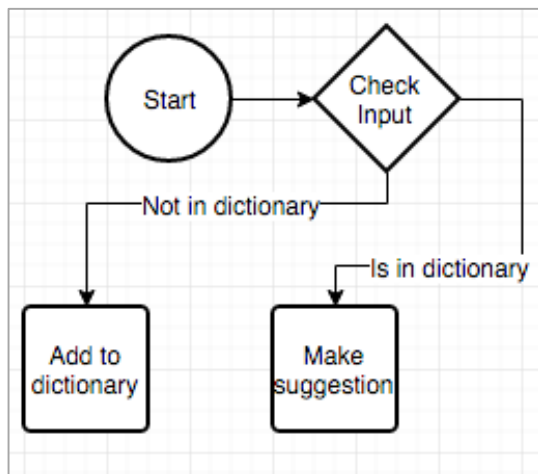 Start
Check
Input
Not in dictionary
Is in dictionary
Add to
dictionary
Make
suggestion